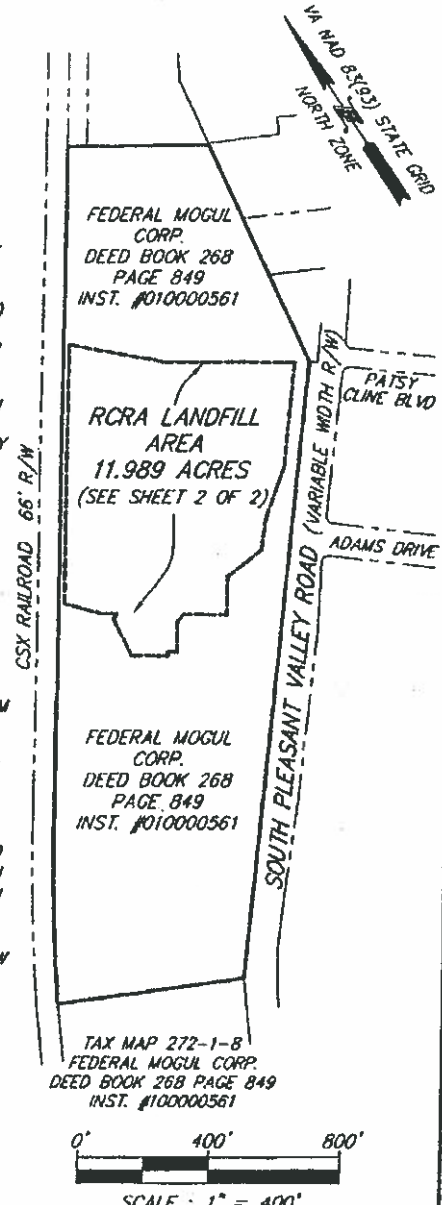 VA NAD 83(93) STATE GRID
NORTH ZONE
FEDERAL MOGUL
CORP.
DEED BOOK 268
PAGE 849
INST. #010000561
RCRA LANDFILL
AREA
11.989 ACRES
(SEE SHEET 2 OF 2)
CSX RAILROAD 66' R/W
SOUTH PLEASANT VALLEY ROAD (VARIABLE WIDTH R/W)
PATSY
CLINE BLVD
ADAMS DRIVE
FEDERAL MOGUL
CORP.
DEED BOOK 268
PAGE 849
INST. #010000561
TAX MAP 272-1-8
FEDERAL MOGUL CORP.
DEED BOOK 268 PAGE 849
INST. #100000561
0' 400' 800'
SCALE : 1" = 400'